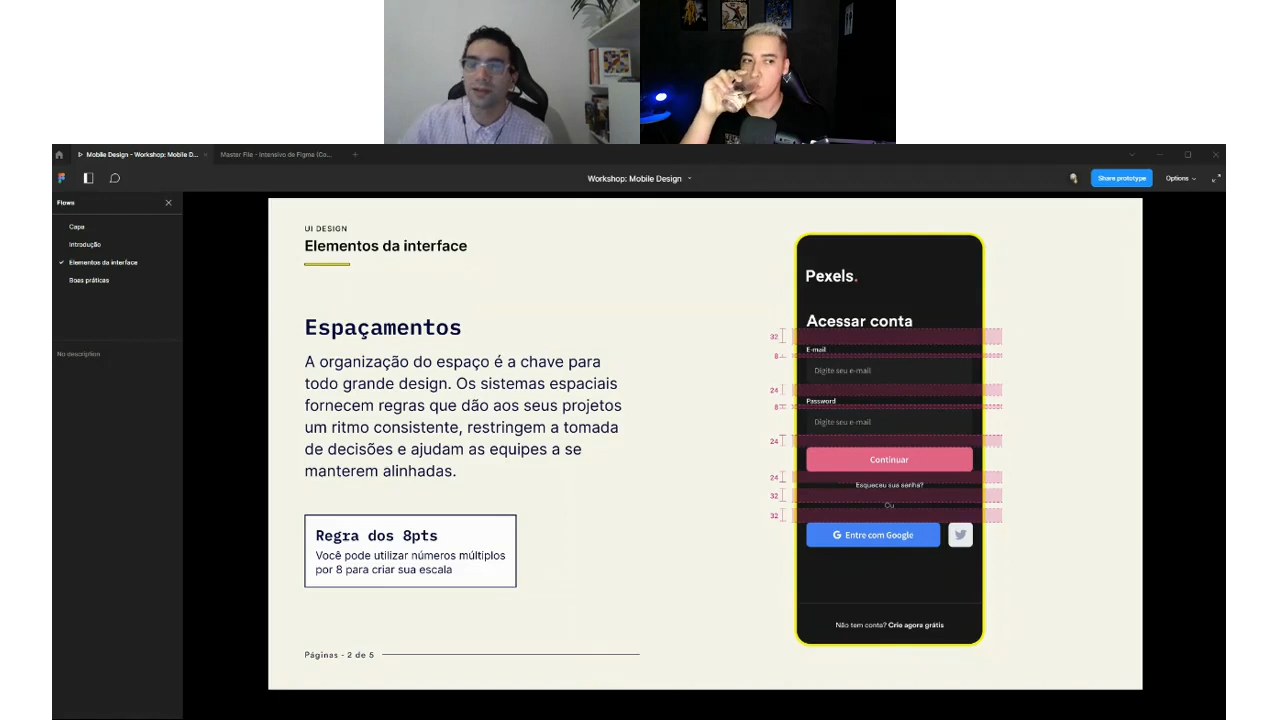 Mobile Design - Workshop: Mobile D...
Master File - Intensivo de Figma (Co...
Workshop: Mobile Design
Share prototype
Options
Flows
Capa
Introdução
Elementos da interface
Boas práticas
No description
UI DESIGN
Elementos da interface
Espaçamentos
A organização do espaço é a chave para
todo grande design. Os sistemas espaciais
fornecem regras que dão aos seus projetos
um ritmo consistente, restringem a tomada
de decisões e ajudam as equipes a se
manterem alinhadas.
Regra dos 8pts
Você pode utilizar números múltiplos
por 8 para criar sua escala
Páginas - 2 de 5
Pexels.
Acessar conta
32
E-mail
8
Digite seu e-mail
24
Password
8
Digite seu e-mail
24
Continuar
24
Esqueceu sua senha?
32
Ou
32
G Entre com Google
Não tem conta? Crie agora grátis